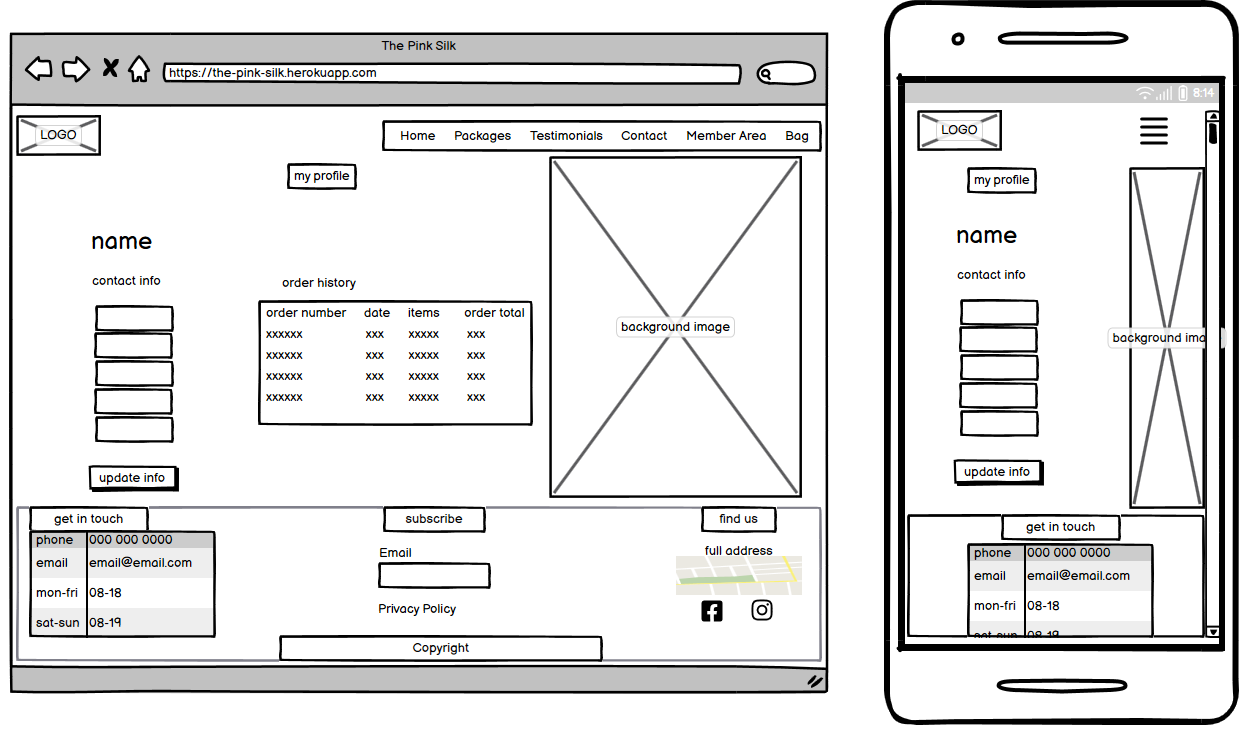 The Pink Silk
https://the-pink-silk.herokuapp.com
LOGO
Home Packages Testimonials Contact Member Area Bag
my profile
name
contact info
order history
order number date items order total
xxxxxx xxx xxxxx xxx
xxxxxx xxx xxxxx xxx
xxxxxx xxx xxxxx xxx
xxxxxx xxx xxxxx xxx
background image
update info
get in touch
phone 000 000 0000
email email@email.com
mon-fri 08-18
sat-sun 08-19
subscribe
Email
Privacy Policy
find us
full address
Copyright
8:14
LOGO
my profile
name
contact info
background ima
update info
get in touch
phone 000 000 0000
email email@email.com
mon-fri 08-18
sat-sun 08-19